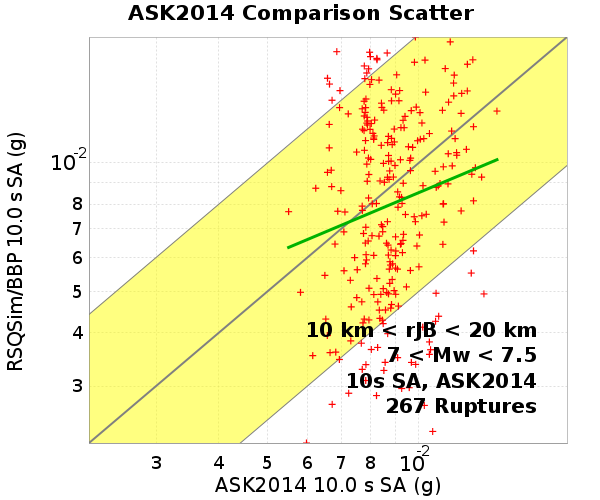 ASK2014 Comparison Scatter
RSQSim/BBP 10.0 s SA (g)
10⁻²
8
7
6
5
4
3
10 km < rJB < 20 km
7 < Mw < 7.5
10s SA, ASK2014
267 Ruptures
3 4 5 6 7 8 10⁻²
ASK2014 10.0 s SA (g)